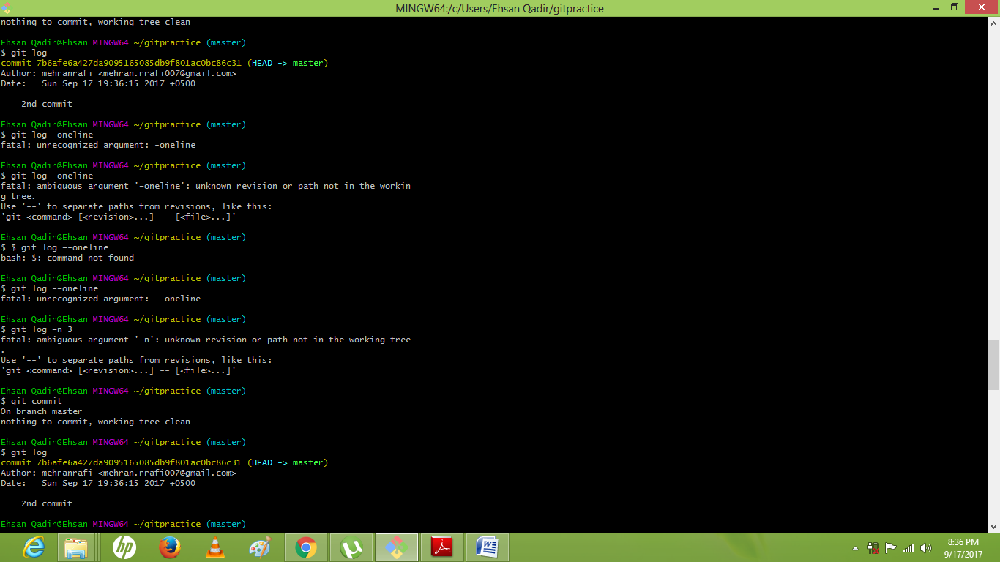 MINGW64:/c/Users/Ehsan Qadir/gitpractice
nothing to commit, working tree clean
Ehsan Qadir@Ehsan MINGW64 ~/gitpractice (master)
$ git log
commit 7b6afe6a427da9095165085db9f801ac0bc86c31 (HEAD -> master)
Author: mehranrafi <mehran.rrafi007@gmail.com>
Date:   Sun Sep 17 19:36:15 2017 +0500
    2nd commit
Ehsan Qadir@Ehsan MINGW64 ~/gitpractice (master)
$ git log -oneline
fatal: unrecognized argument: -oneline
Ehsan Qadir@Ehsan MINGW64 ~/gitpractice (master)
$ git log –oneline
fatal: ambiguous argument '–oneline': unknown revision or path not in the workin
g tree.
Use '--' to separate paths from revisions, like this:
'git <command> [<revision>...] -- [<file>...]'
Ehsan Qadir@Ehsan MINGW64 ~/gitpractice (master)
$ $ git log --oneline
bash: $: command not found
Ehsan Qadir@Ehsan MINGW64 ~/gitpractice (master)
$ git log --oneline
fatal: unrecognized argument: --oneline
Ehsan Qadir@Ehsan MINGW64 ~/gitpractice (master)
$ git log –n 3
fatal: ambiguous argument '–n': unknown revision or path not in the working tree
.
Use '--' to separate paths from revisions, like this:
'git <command> [<revision>...] -- [<file>...]'
Ehsan Qadir@Ehsan MINGW64 ~/gitpractice (master)
$ git commit
On branch master
nothing to commit, working tree clean
Ehsan Qadir@Ehsan MINGW64 ~/gitpractice (master)
$ git log
commit 7b6afe6a427da9095165085db9f801ac0bc86c31 (HEAD -> master)
Author: mehranrafi <mehran.rrafi007@gmail.com>
Date:   Sun Sep 17 19:36:15 2017 +0500
    2nd commit
Ehsan Qadir@Ehsan MINGW64 ~/gitpractice (master)
8:36 PM
9/17/2017